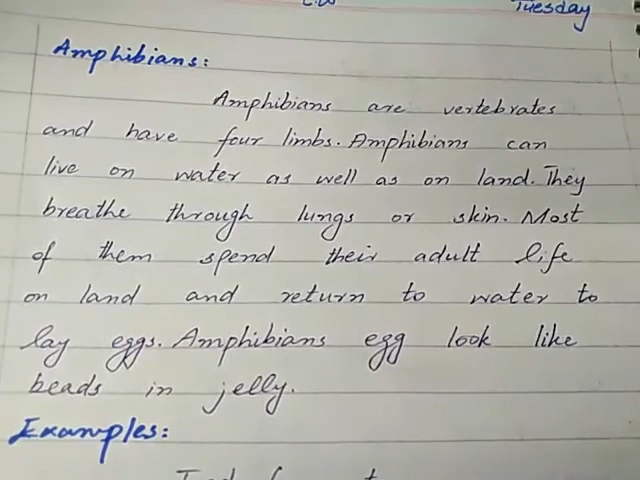 C.W
Tuesday
Amphibians:
Amphibians are vertebrates
and have four limbs. Amphibians can
live on water as well as on land. They
breathe through lungs or skin. Most
of them spend their adult life
on land and return to water to
lay eggs. Amphibians egg look like
beads in jelly.
Examples: